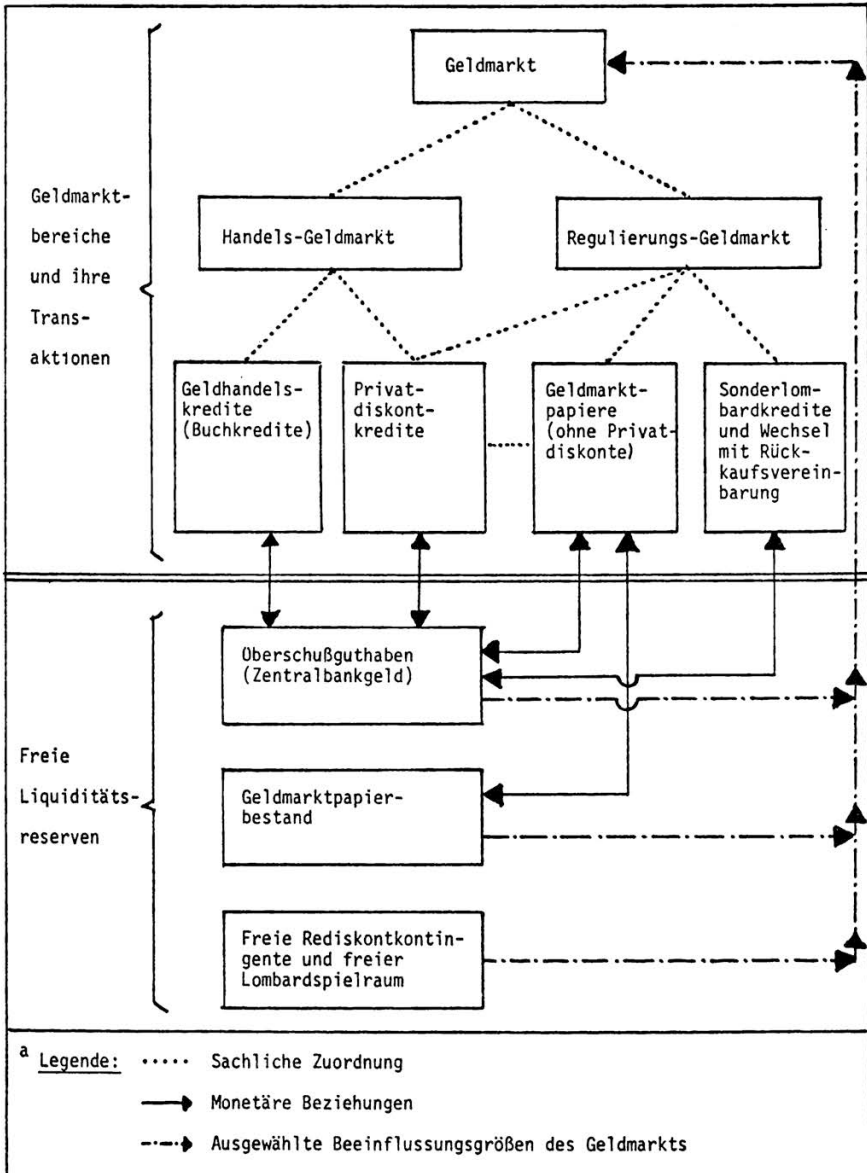 Geldmarkt
Geldmarkt-
bereiche
und ihre
Trans-
aktionen
Handels-Geldmarkt
Regulierungs-Geldmarkt
Geldhandels-
kredite
(Buchkredite)
Privat-
diskont-
kredite
Geldmarkt-
papiere
(ohne Privat-
diskonte)
Sonderlom-
bardkredite
und Wechsel
mit Rück-
kaufsverein-
barung
Freie
Liquiditäts-
reserven
Oberschußguthaben
(Zentralbankgeld)
Geldmarktpapier-
bestand
Freie Rediskontkontin-
gente und freier
Lombardspielraum
a Legende: ..... Sachliche Zuordnung
Monetäre Beziehungen
Ausgewählte Beeinflussungsgrößen des Geldmarkts